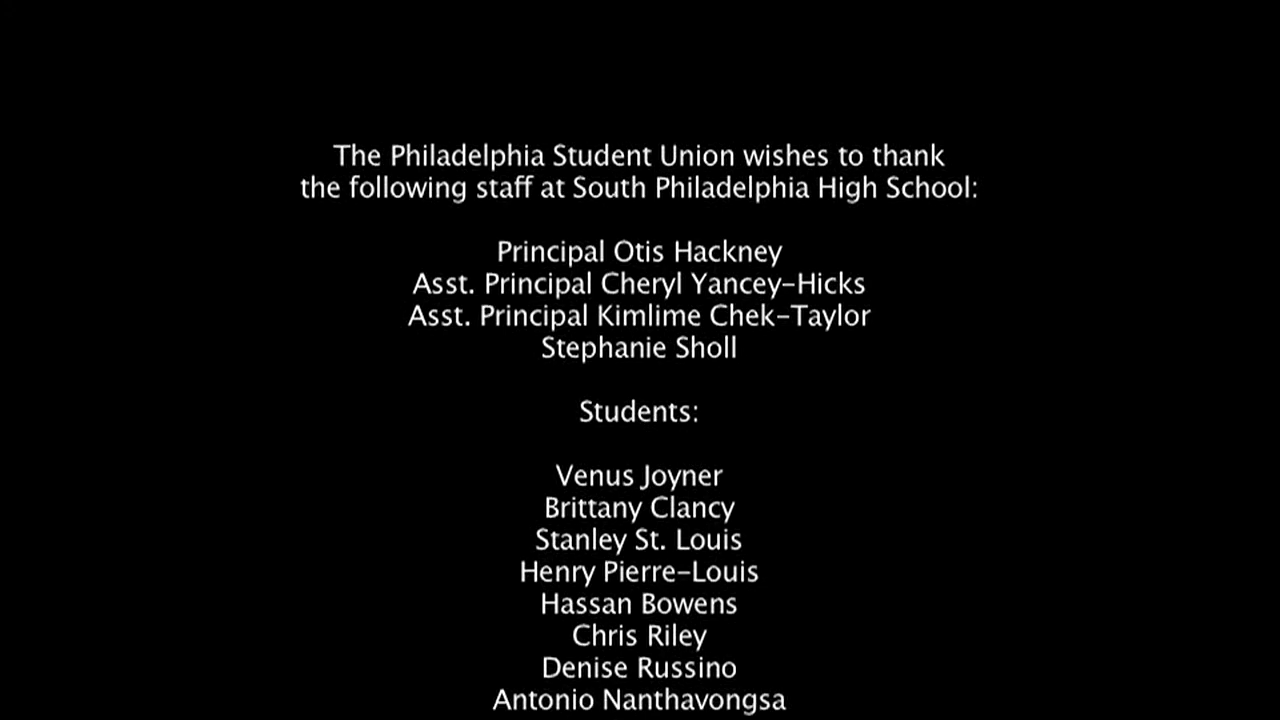 The Philadelphia Student Union wishes to thank
the following staff at South Philadelphia High School:
Principal Otis Hackney
Asst. Principal Cheryl Yancey-Hicks
Asst. Principal Kimlime Chek-Taylor
Stephanie Sholl
Students:
Venus Joyner
Brittany Clancy
Stanley St. Louis
Henry Pierre-Louis
Hassan Bowens
Chris Riley
Denise Russino
Antonio Nanthavongsa